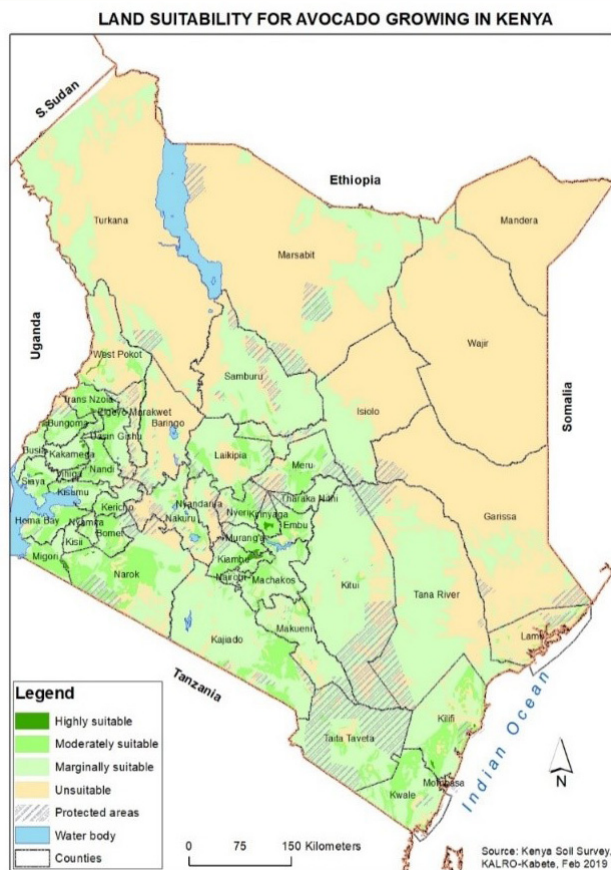 LAND SUITABILITY FOR AVOCADO GROWING IN KENYA
S.Sudan
Ethiopia
Turkana
Mandera
Marsabit
Uganda
West Pokot
Wajir
Samburu
Trans Nzoia
Elgeyo Marakwet
Baringo
Isiolo
Somalia
Bungoma
Uasin Gishu
Kakamega
Laikipia
Busia
Nandi
Meru
Vihiga
Siaya
Kisumu
Tharaka Nithi
Garissa
Kericho
Nyandarua
Nyeri
Kirinyaga
Homa Bay
Nyamira
Nakuru
Embu
Bomet
Murang'a
Kisii
Kiambu
Migori
Narok
Nairobi
Machakos
Kitui
Tana River
Kajiado
Makueni
Lamu
Tanzania
Kilifi
Taita Taveta
Indian Ocean
Mombasa
Kwale
Legend
Highly suitable
Moderately suitable
Marginally suitable
Unsuitable
Protected areas
Water body
Counties
N
0 75 150 Kilometers
Source: Kenya Soil Survey,
KALRO-Kabete, Feb 2019